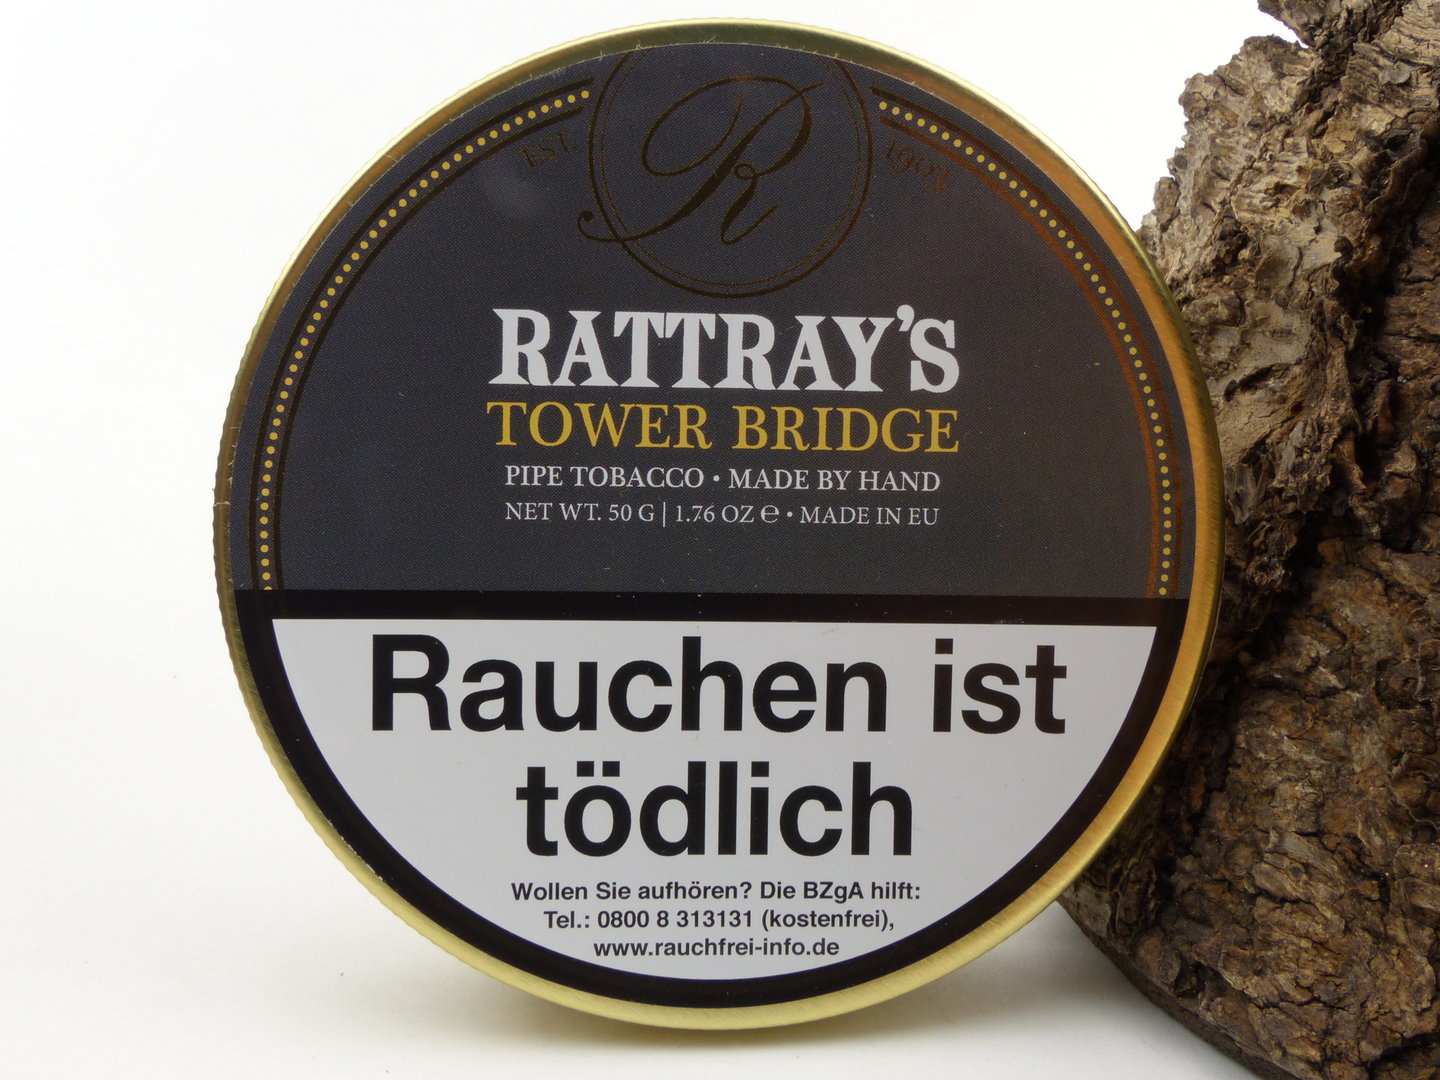 EST. R 1903
RATTRAY'S
TOWER BRIDGE
PIPE TOBACCO • MADE BY HAND
NET WT. 50 G | 1.76 OZ ℮ • MADE IN EU
Rauchen ist
tödlich
Wollen Sie aufhören? Die BZgA hilft:
Tel.: 0800 8 313131 (kostenfrei),
www.rauchfrei-info.de